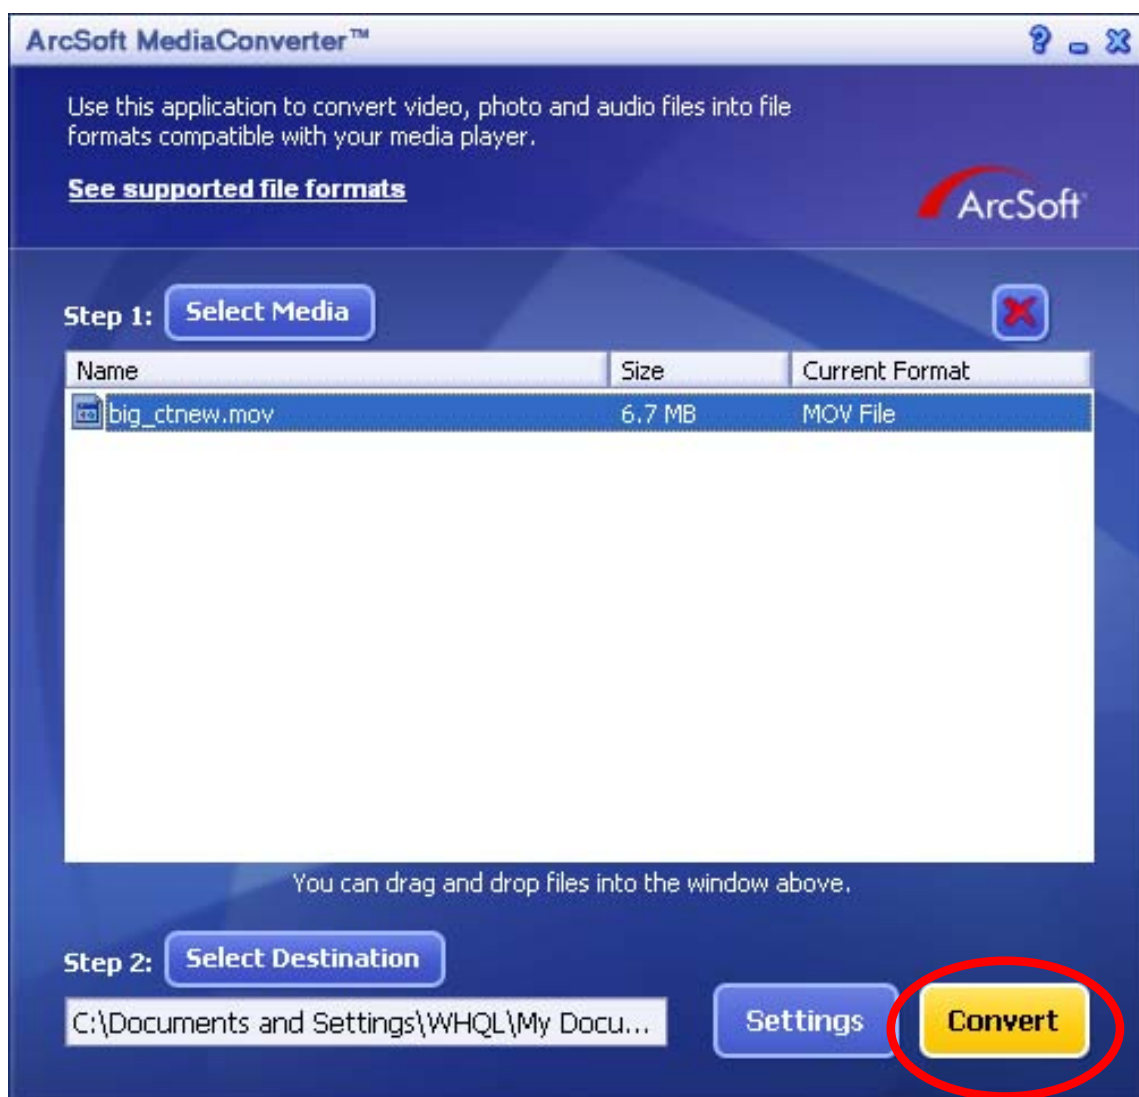 ArcSoft MediaConverter™
Use this application to convert video, photo and audio files into file
formats compatible with your media player.
See supported file formats
ArcSoft
Step 1: Select Media
Name Size Current Format
big_ctnew.mov 6.7 MB MOV File
You can drag and drop files into the window above.
Step 2: Select Destination
C:\Documents and Settings\WHQL\My Docu... Settings Convert